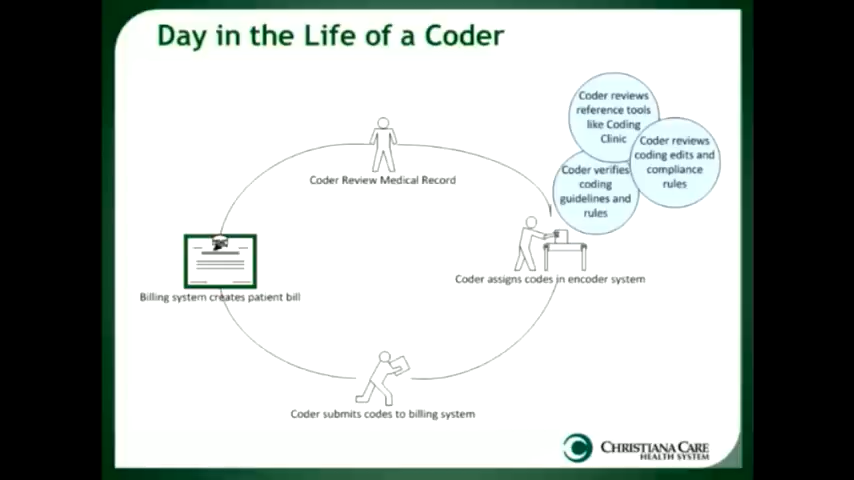 Day in the Life of a Coder
Coder reviews
reference tools
like Coding
Clinic
Coder reviews
coding edits and
compliance
rules
Coder verifies
coding
guidelines and
rules
Coder Review Medical Record
Coder assigns codes in encoder system
Billing system creates patient bill
Coder submits codes to billing system
CHRISTIANA CARE
HEALTH SYSTEM